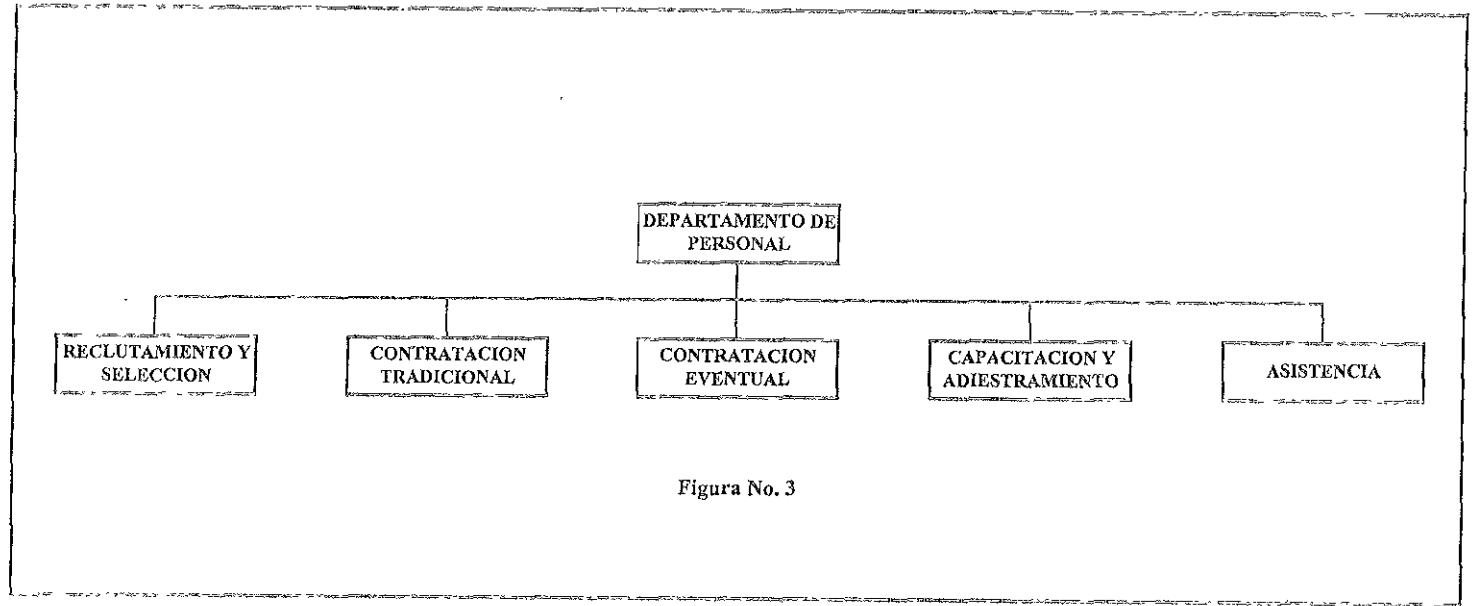 DEPARTAMENTO DE
PERSONAL
RECLUTAMIENTO Y
SELECCION
CONTRATACION
TRADICIONAL
CONTRATACION
EVENTUAL
CAPACITACION Y
ADIESTRAMIENTO
ASISTENCIA
Figura No. 3